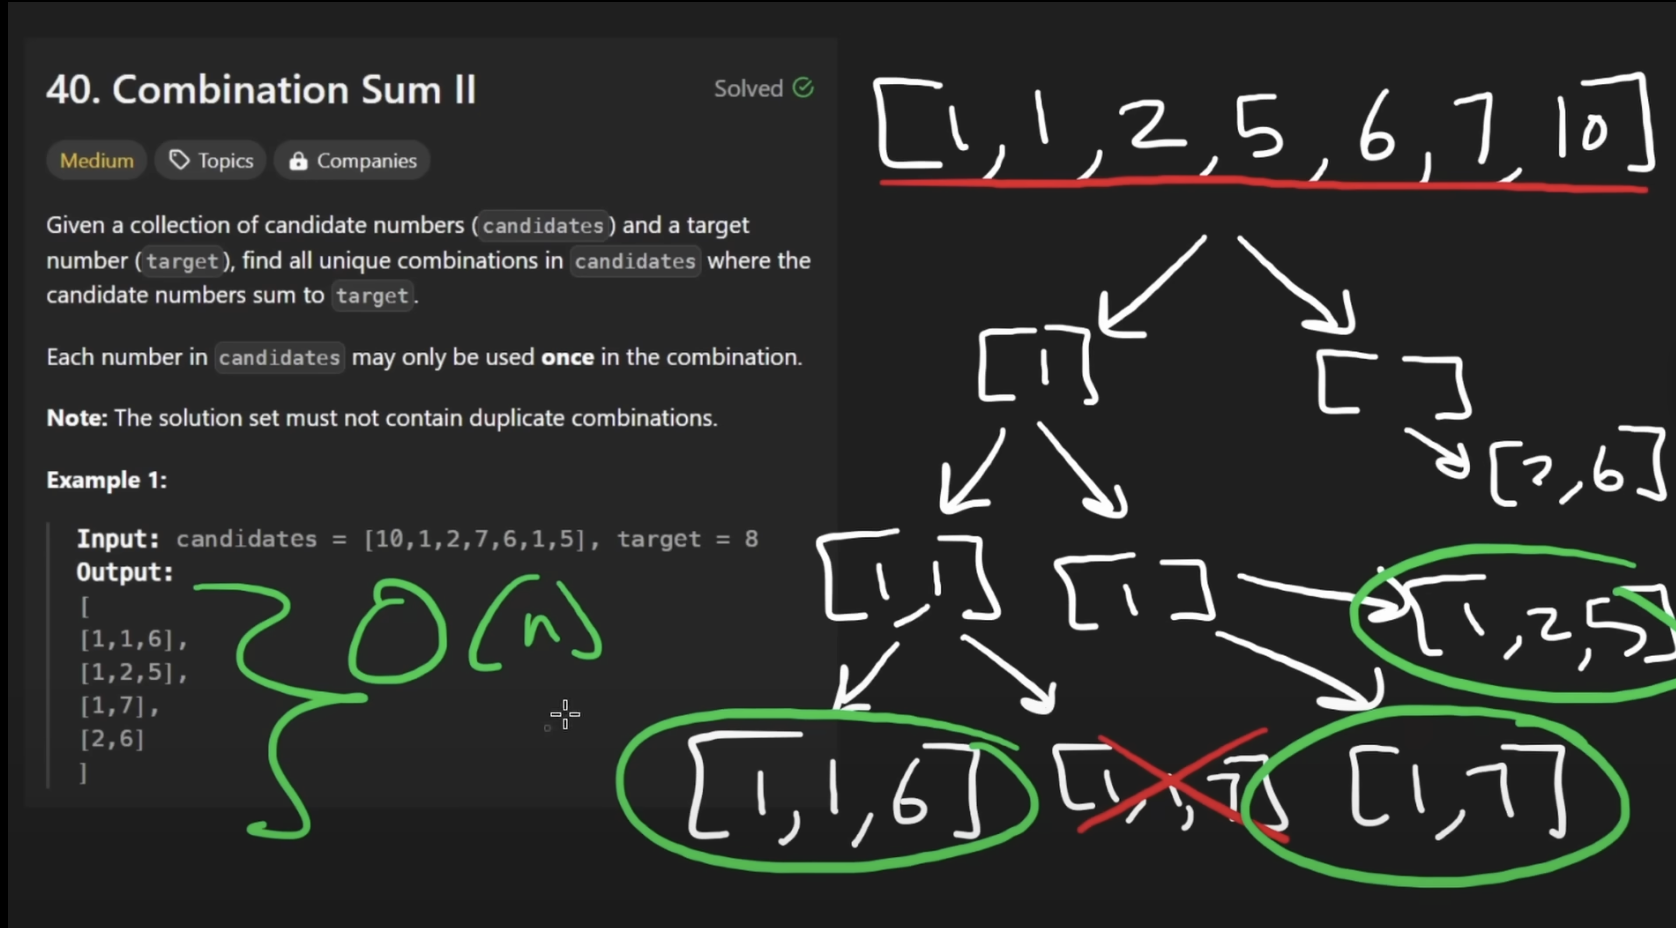 40. Combination Sum II
Solved
Medium Topics Companies
Given a collection of candidate numbers (candidates) and a target
number (target), find all unique combinations in candidates where the
candidate numbers sum to target.
Each number in candidates may only be used once in the combination.
Note: The solution set must not contain duplicate combinations.
Example 1:
Input: candidates = [10,1,2,7,6,1,5], target = 8
Output:
[
[1,1,6],
[1,2,5],
[1,7],
[2,6]
]
O(n)
[1,1,2,5,6,7,10]
[1]
[ ]
[2,6]
[1,1]
[1]
[1,2,5]
[1,1,6]
[1,1,7]
[1,7]